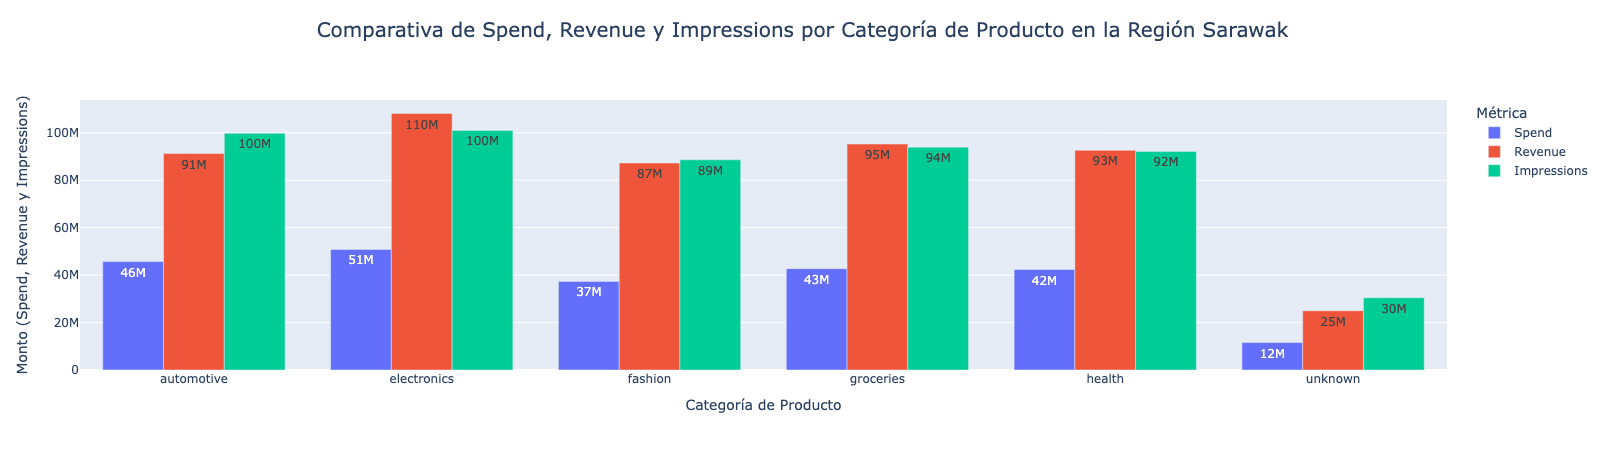 Comparativa de Spend, Revenue y Impressions por Categoría de Producto en la Región Sarawak
Monto (Spend, Revenue y Impressions)
100M
80M
60M
40M
20M
0
46M
91M
100M
51M
110M
100M
37M
87M
89M
43M
95M
94M
42M
93M
92M
12M
25M
30M
automotive
electronics
fashion
groceries
health
unknown
Categoría de Producto
Métrica
Spend
Revenue
Impressions